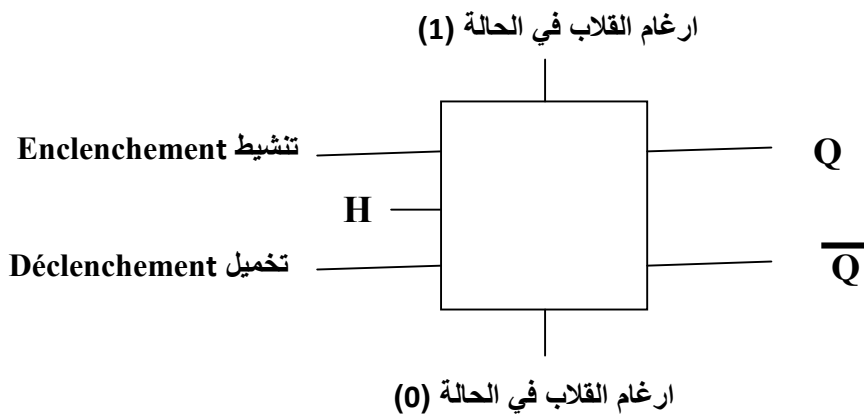 ارغام القلاب في الحالة (1)
Enclenchement تنشيط
Q
H
Déclenchement تخميل
Q̅
ارغام القلاب في الحالة (0)